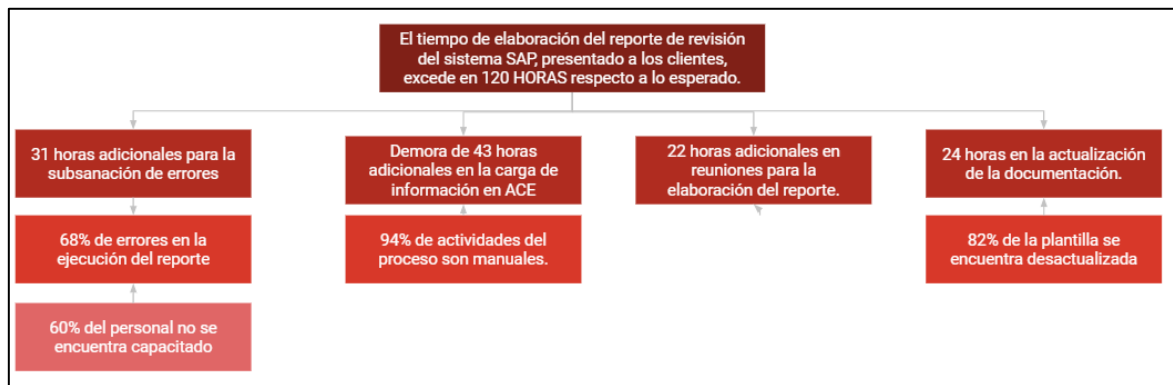 El tiempo de elaboración del reporte de revisión
del sistema SAP, presentado a los clientes,
excede en 120 HORAS respecto a lo esperado.
31 horas adicionales para la
subsanación de errores
Demora de 43 horas
adicionales en la carga de
información en ACE
22 horas adicionales en
reuniones para la
elaboración del reporte.
24 horas en la actualización
de la documentación.
68% de errores en la
ejecución del reporte
94% de actividades del
proceso son manuales.
82% de la plantilla se
encuentra desactualizada
60% del personal no se
encuentra capacitado